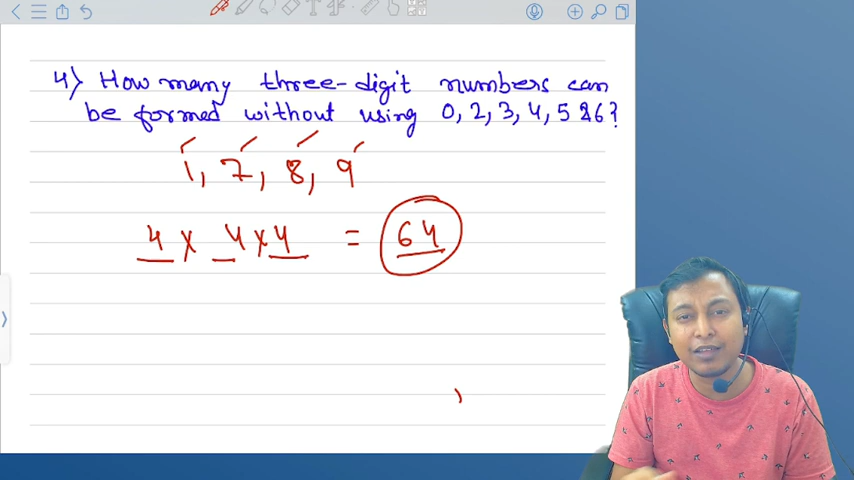 4) How many three-digit numbers can
be formed without using 0, 2, 3, 4, 5 & 6?
1, 7, 8, 9
4 x 4 x 4 = 64